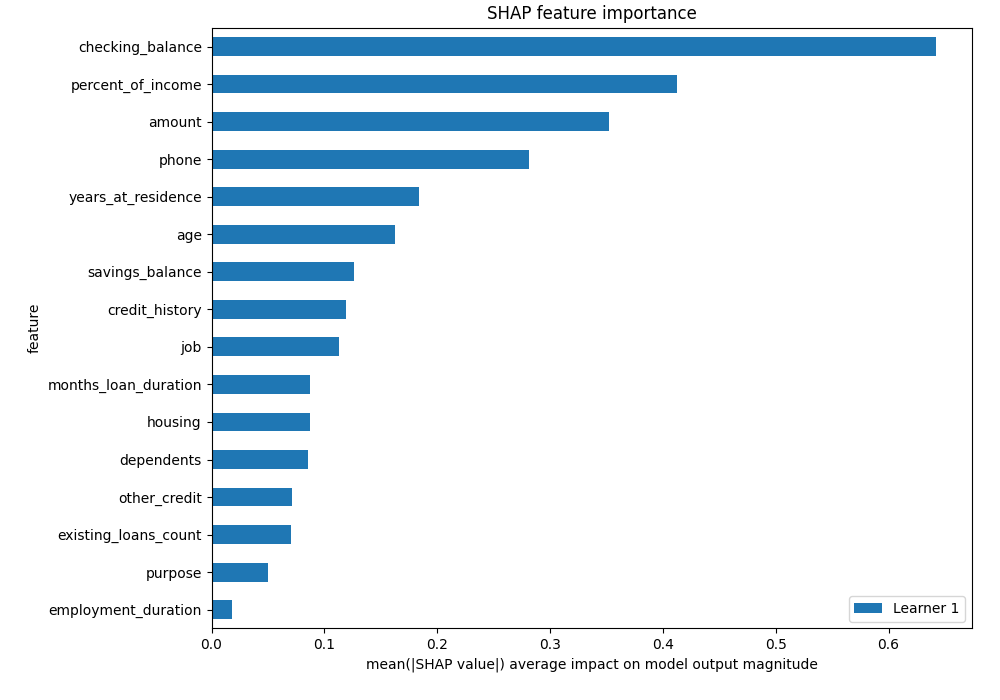 SHAP feature importance
checking_balance
percent_of_income
amount
phone
years_at_residence
age
savings_balance
credit_history
job
months_loan_duration
housing
dependents
other_credit
existing_loans_count
purpose
employment_duration
feature
Learner 1
0.0 0.1 0.2 0.3 0.4 0.5 0.6
mean(|SHAP value|) average impact on model output magnitude